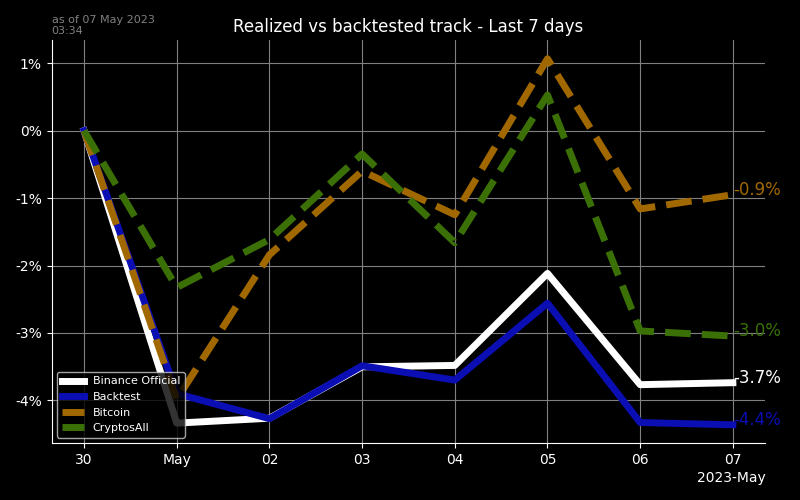 as of 07 May 2023
03:34
Realized vs backtested track - Last 7 days
1%
0%
-1%
-2%
-3%
-4%
-0.9%
-3.0%
-3.7%
-4.4%
Binance Official
Backtest
Bitcoin
CryptosAll
30 May 02 03 04 05 06 07
2023-May